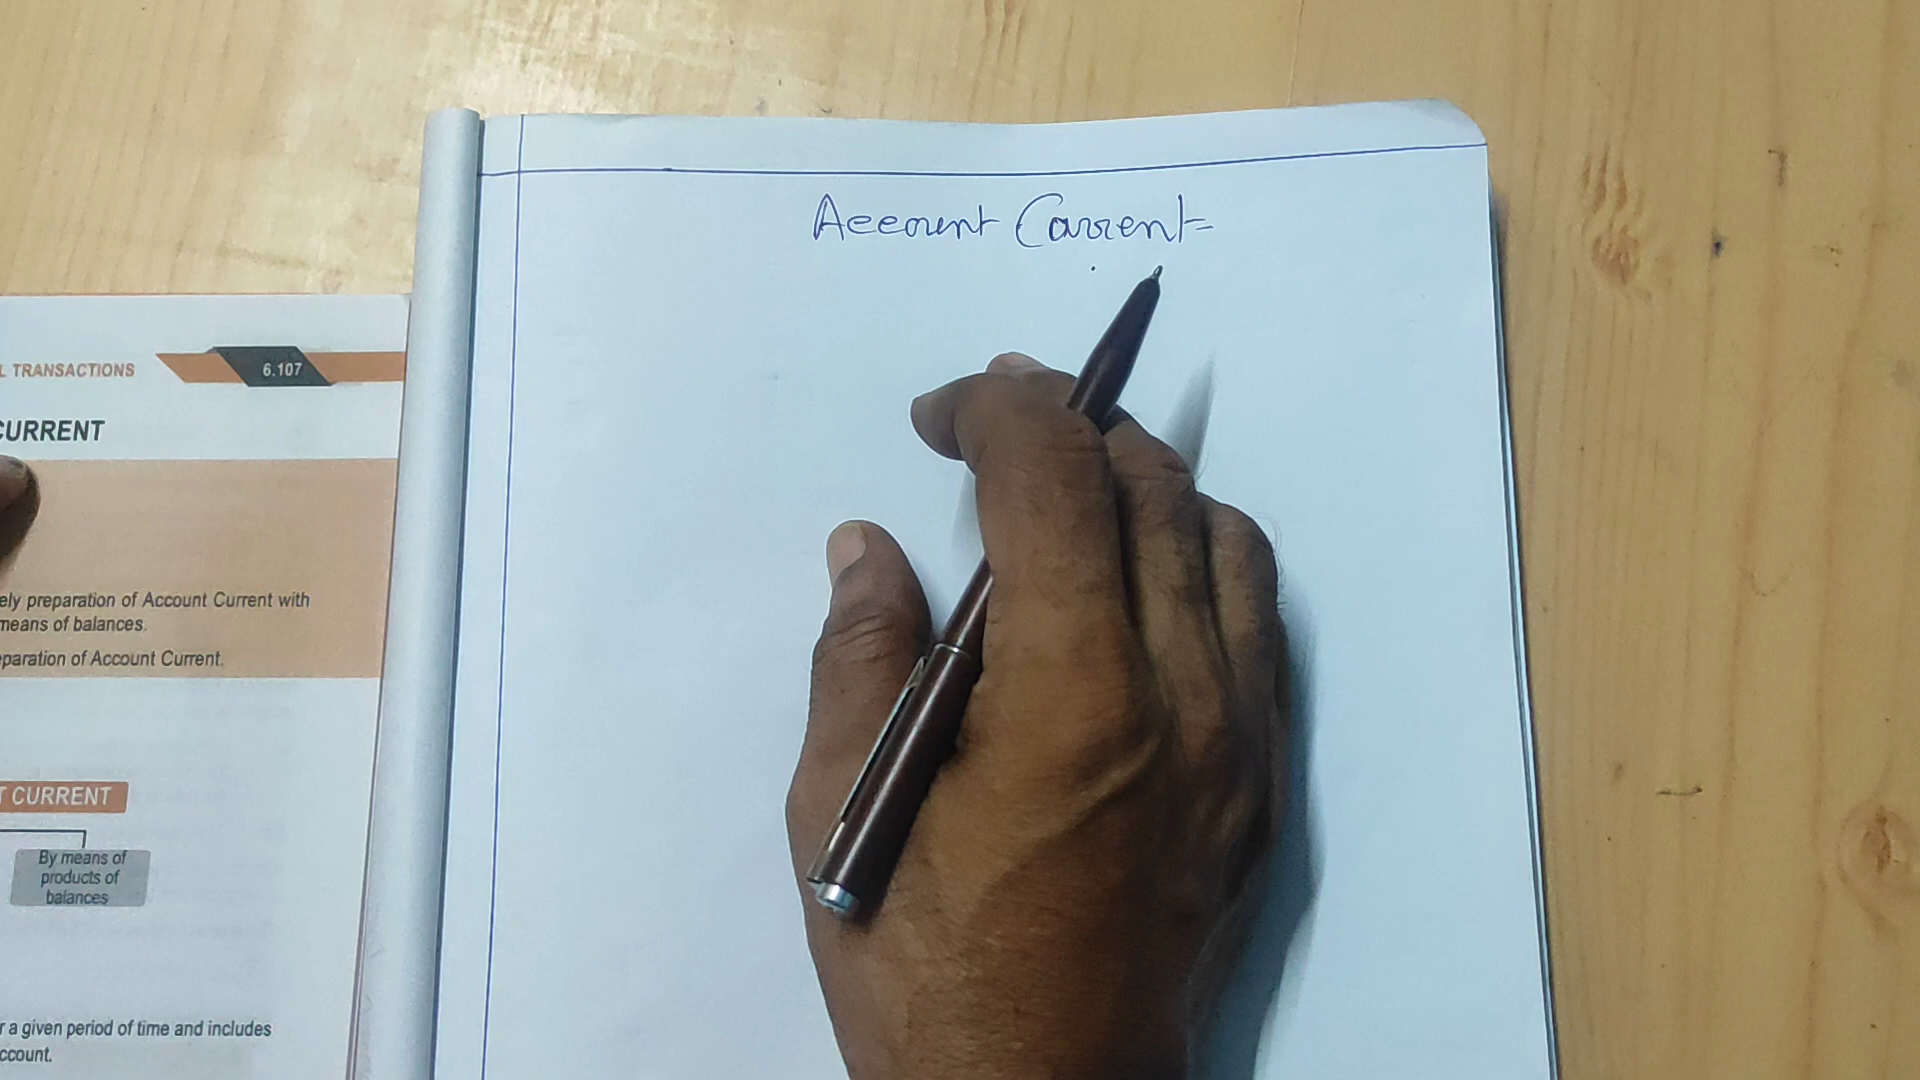 L TRANSACTIONS 6.107
CURRENT
ely preparation of Account Current with
means of balances.
paration of Account Current.
T CURRENT
By means of
products of
balances
r a given period of time and includes
ccount.
Account Current